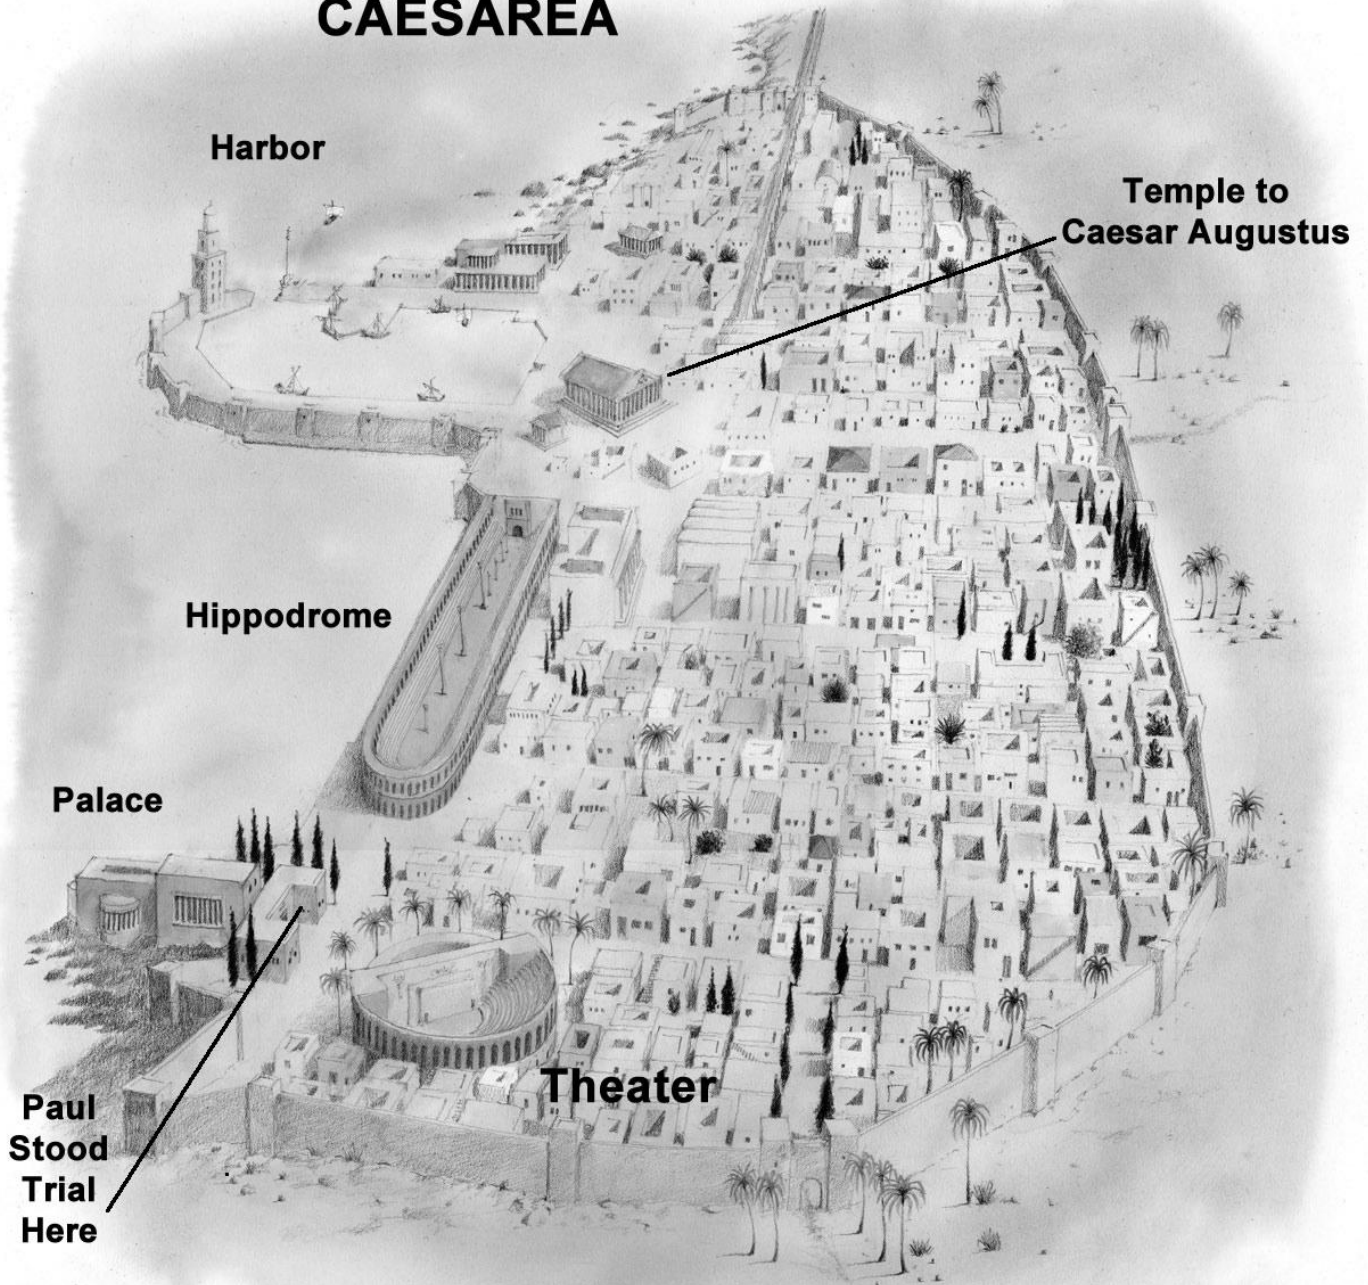 CAESAREA
Harbor
Temple to
Caesar Augustus
Hippodrome
Palace
Theater
Paul
Stood
Trial
Here